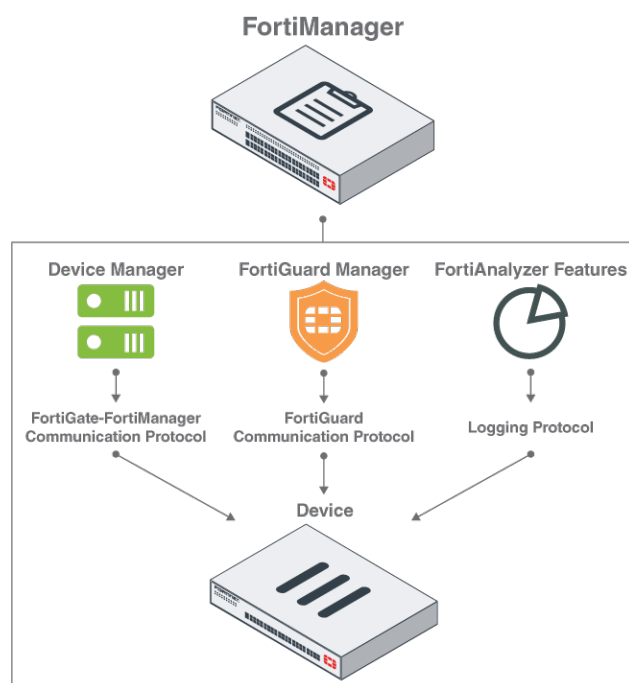 FortiManager
Device Manager
FortiGuard Manager
FortiAnalyzer Features
FortiGate-FortiManager
Communication Protocol
FortiGuard
Communication Protocol
Logging Protocol
Device